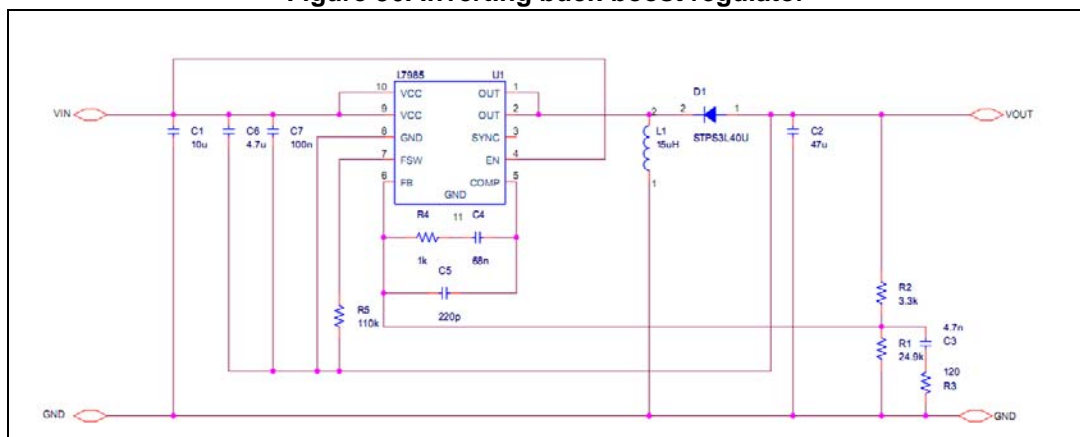 Figure 30. Inverting buck-boost regulator
L7985 U1
10 VCC OUT 1
9 VCC OUT 2
8 GND SYNC 3
7 FSW EN 4
6 FB COMP 5
GND
11
VIN
C1
10u
C6
4.7u
C7
100n
2
L1
15uH
1
D1
2 1
STPS3L40U
C2
47u
VOUT
R4
1k
C4
68n
C5
220p
R5
110k
R2
3.3k
R1
24.9k
4.7n
C3
120
R3
GND
GND